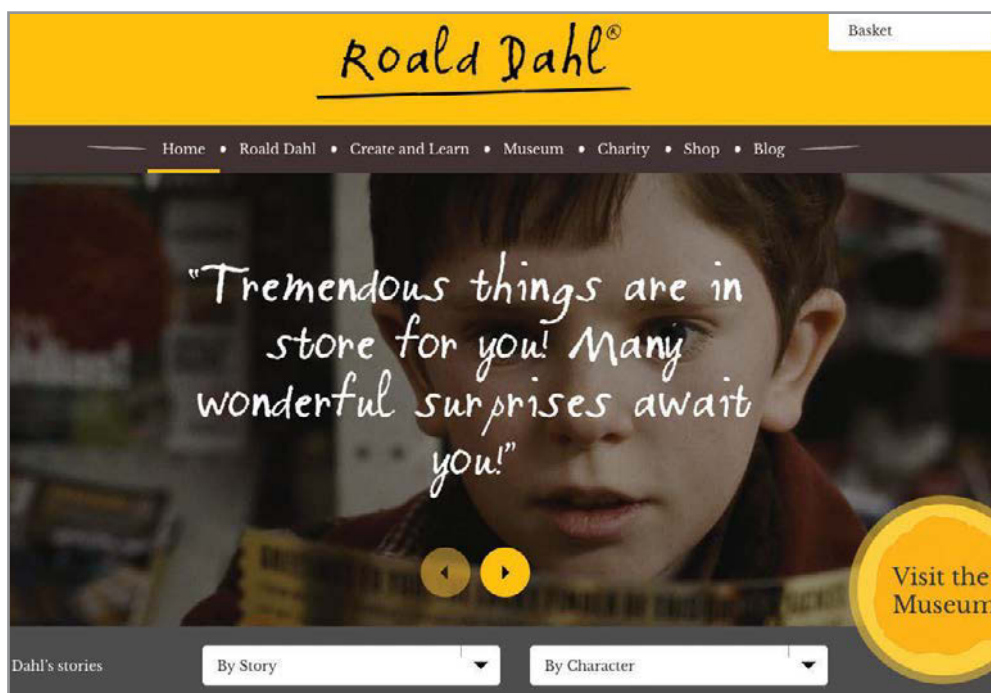 Roald Dahl®
Basket
Home • Roald Dahl • Create and Learn • Museum • Charity • Shop • Blog
"Tremendous things are in
store for you! Many
wonderful surprises await
you!"
Visit the
Museum
Dahl's stories
By Story
By Character